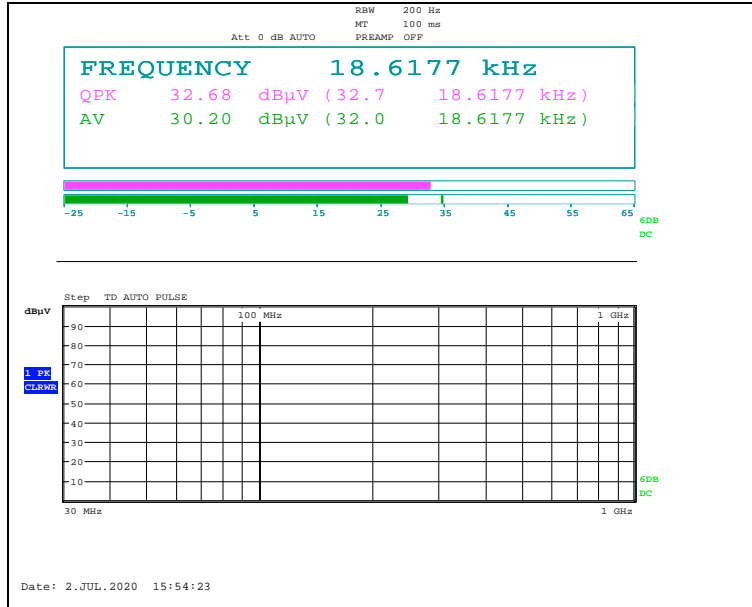 RBW 200 Hz
MT 100 ms
Att 0 dB AUTO PREAMP OFF
FREQUENCY 18.6177 kHz
QPK 32.68 dBµV (32.7 18.6177 kHz)
AV 30.20 dBµV (32.0 18.6177 kHz)
-25 -15 -5 5 15 25 35 45 55 65
6DB
DC
Step TD AUTO PULSE
dBµV
100 MHz 1 GHz
90
80
70
1 PK
60
CLRWR
50
40
30
20
10
6DB
DC
30 MHz 1 GHz
Date: 2.JUL.2020 15:54:23